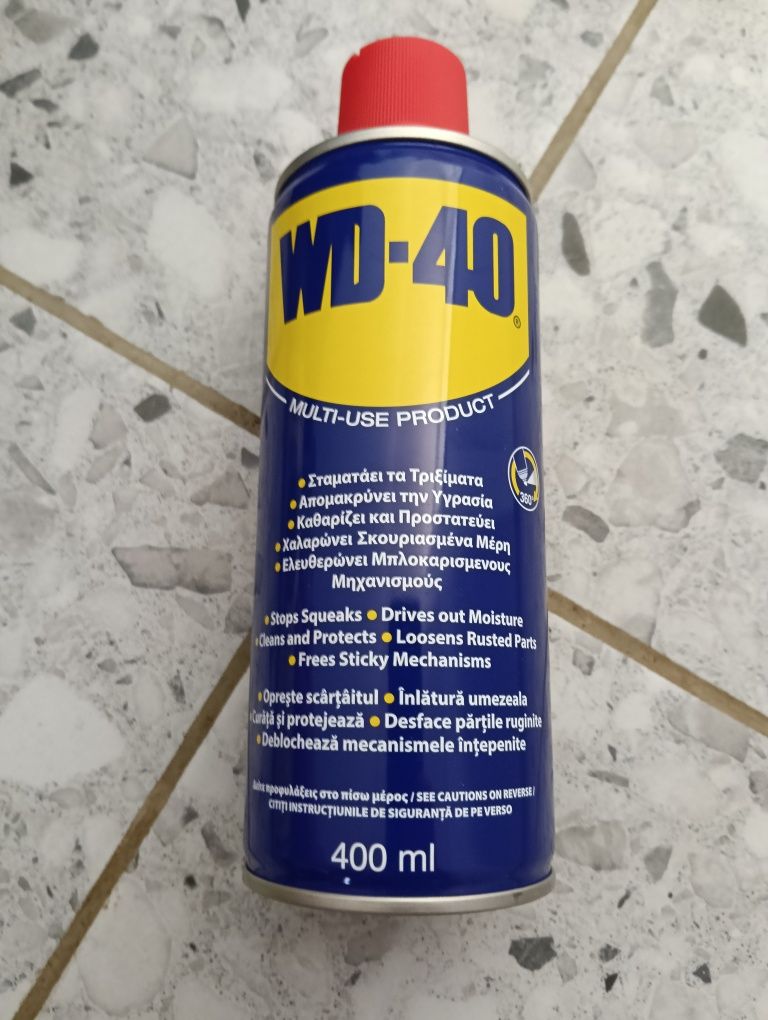 WD-40
®
MULTI-USE PRODUCT
• Σταματάει τα Τριξίματα
• Απομακρύνει την Υγρασία
• Καθαρίζει και Προστατεύει
• Χαλαρώνει Σκουριασμένα Μέρη
• Ελευθερώνει Μπλοκαρισμενους
Μηχανισμούς
360°
• Stops Squeaks • Drives out Moisture
• Cleans and Protects • Loosens Rusted Parts
• Frees Sticky Mechanisms
• Oprește scârțâitul • Înlătură umezeala
• Curăță și protejează • Desface părțile ruginite
• Deblochează mecanismele înțepenite
Δείτε προφυλάξεις στο πίσω μέρος / SEE CAUTIONS ON REVERSE /
CITIȚI INSTRUCȚIUNILE DE SIGURANȚĂ DE PE VERSO
400 ml
e